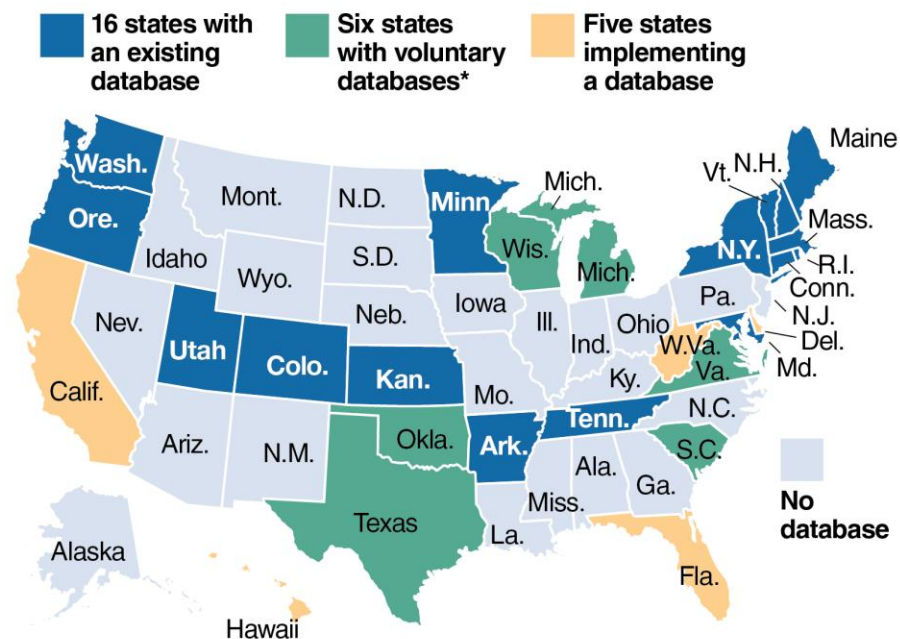 16 states with
an existing
database
Six states
with voluntary
databases*
Five states
implementing
a database
Wash.
Ore.
Calif.
Nev.
Idaho
Mont.
Wyo.
Utah
Colo.
Ariz.
N.M.
N.D.
S.D.
Neb.
Kan.
Okla.
Texas
Minn.
Iowa
Mo.
Ark.
La.
Wis.
Mich.
Mich.
Ill.
Ind.
Ohio
Ky.
Tenn.
Miss.
Ala.
Ga.
Fla.
S.C.
N.C.
Va.
W.Va.
Pa.
N.Y.
Vt.
N.H.
Maine
Mass.
R.I.
Conn.
N.J.
Del.
Md.
Alaska
Hawaii
No
database